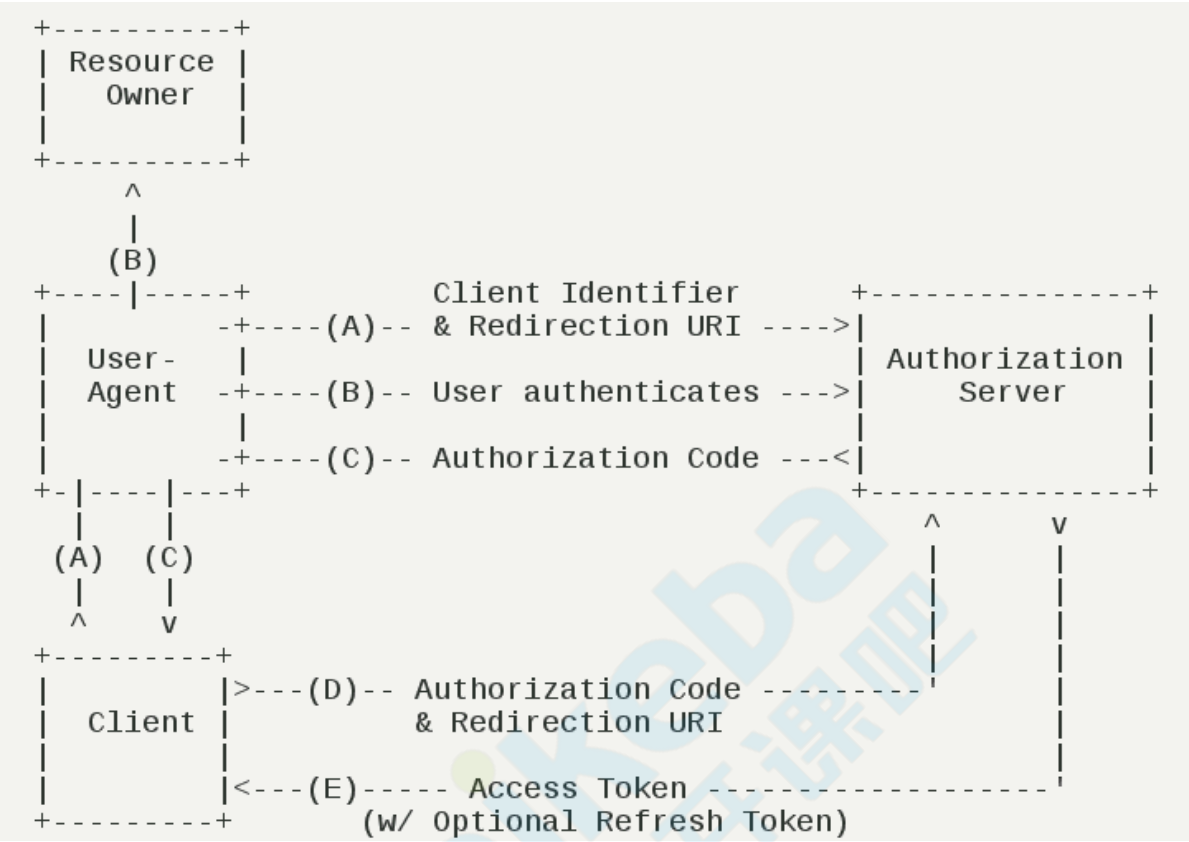 +----------+
| Resource |
|  Owner   |
|          |
+----------+
     ^
     |
    (B)
+----|-----+          Client Identifier      +---------------+
|         -+----(A)-- & Redirection URI ---->|               |
|  User-   |                                 | Authorization |
|  Agent  -+----(B)-- User authenticates --->|     Server    |
|          |                                 |               |
|         -+----(C)-- Authorization Code ---<|               |
+-|----|---+                                 +---------------+
  |    |                                         ^      v
 (A)  (C)                                        |      |
  |    |                                         |      |
  ^    v                                         |      |
+---------+                                      |      |
|         |>---(D)-- Authorization Code ---------'      |
|  Client |          & Redirection URI                  |
|         |                                             |
|         |<---(E)----- Access Token -------------------'
+---------+       (w/ Optional Refresh Token)
ikeba
开课吧